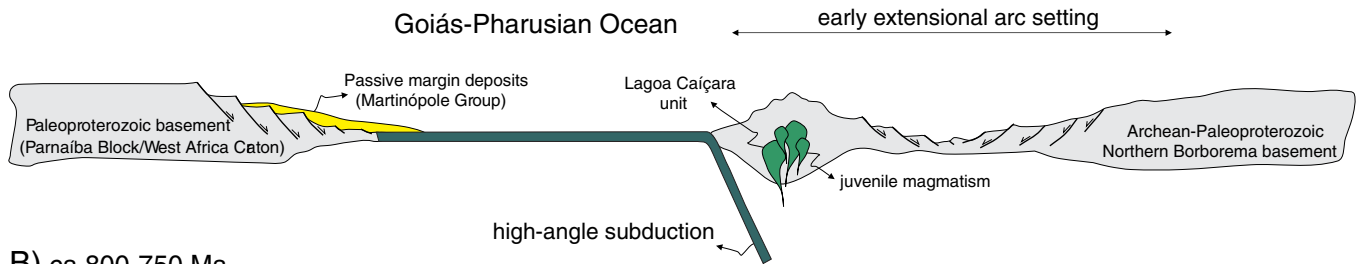 Goiás-Pharusian Ocean
early extensional arc setting
Passive margin deposits
(Martinópole Group)
Lagoa Caíçara
unit
Paleoproterozoic basement
(Parnaíba Block/West Africa Caton)
Archean-Paleoproterozoic
Northern Borborema basement
juvenile magmatism
high-angle subduction
B) ca 800-750 Ma